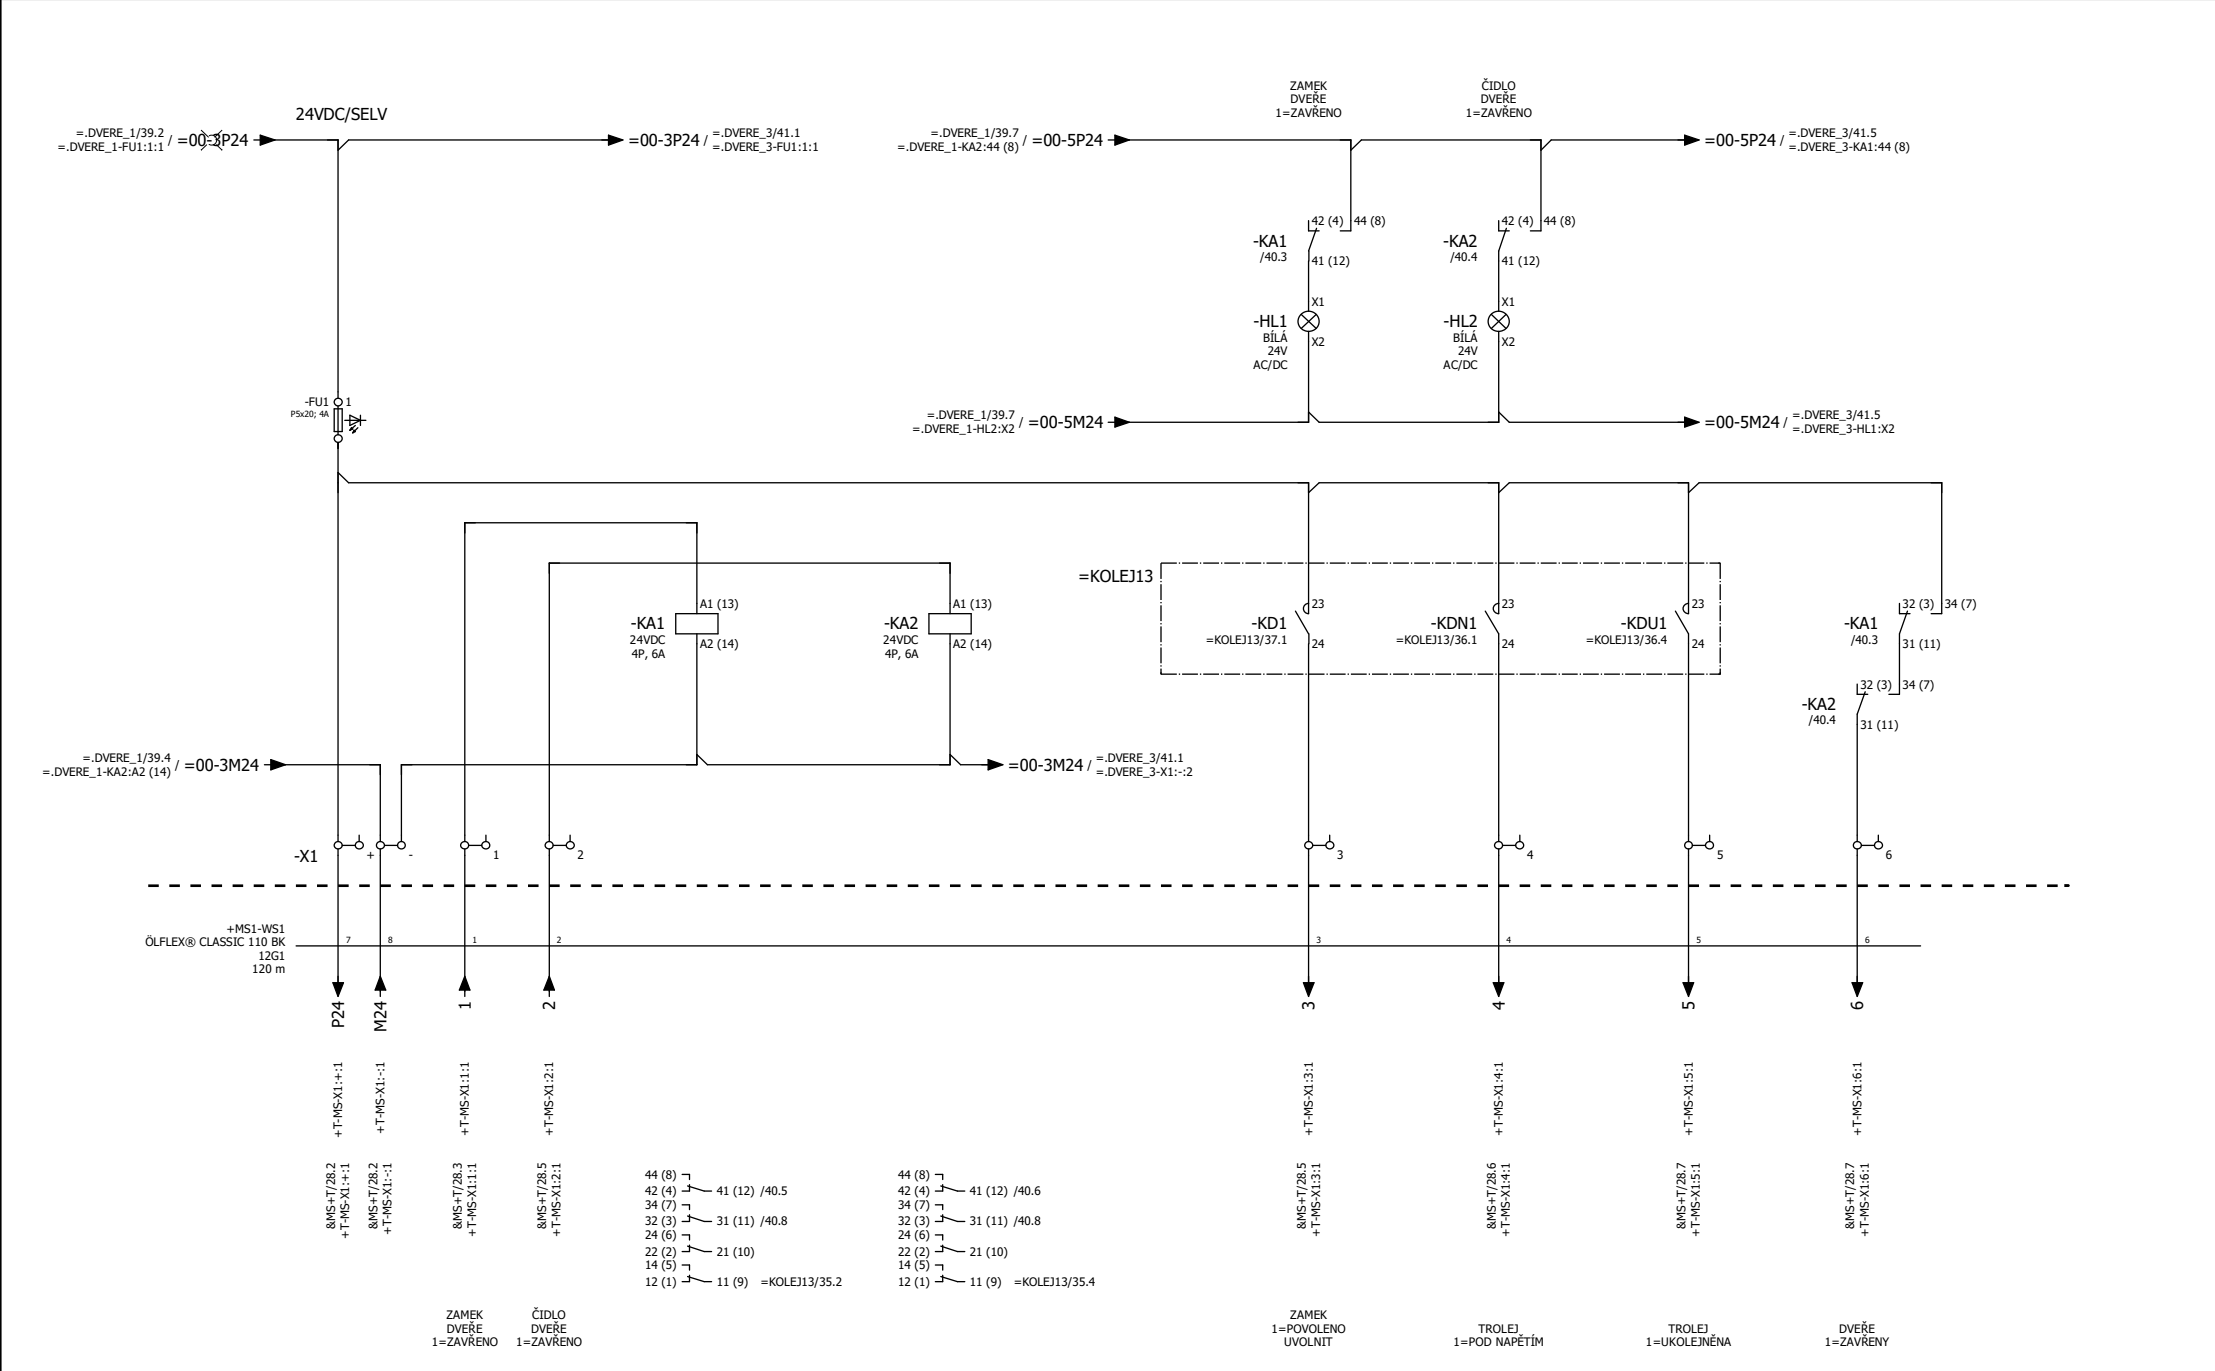 24VDC/SELV
=.DVERE_1/39.2
=.DVERE_1-FU1:1:1 / =00-3P24
=00-3P24 / =.DVERE_3/41.1
=.DVERE_3-FU1:1:1
=.DVERE_1/39.7
=.DVERE_1-KA2:44 (8) / =00-5P24
ZAMEK
DVEŘE
1=ZAVŘENO
ČIDLO
DVEŘE
1=ZAVŘENO
=00-5P24 / =.DVERE_3/41.5
=.DVERE_3-KA1:44 (8)
42 (4) 44 (8)
-KA1
/40.3
41 (12)
42 (4) 44 (8)
-KA2
/40.4
41 (12)
X1
-HL1
BÍLÁ
24V
AC/DC
X2
X1
-HL2
BÍLÁ
24V
AC/DC
X2
-FU1 1
P5x20; 4A
=.DVERE_1/39.7
=.DVERE_1-HL2:X2 / =00-5M24
=00-5M24 / =.DVERE_3/41.5
=.DVERE_3-HL1:X2
A1 (13)
-KA1
24VDC
4P, 6A
A2 (14)
A1 (13)
-KA2
24VDC
4P, 6A
A2 (14)
=KOLEJ13
23
-KD1
=KOLEJ13/37.1
24
23
-KDN1
=KOLEJ13/36.1
24
23
-KDU1
=KOLEJ13/36.4
24
32 (3) 34 (7)
-KA1
/40.3
31 (11)
32 (3) 34 (7)
-KA2
/40.4
31 (11)
=.DVERE_1/39.4
=.DVERE_1-KA2:A2 (14) / =00-3M24
=00-3M24 / =.DVERE_3/41.1
=.DVERE_3-X1:-:2
-X1 + - 1 2 3 4 5 6
+MS1-WS1
ÖLFLEX® CLASSIC 110 BK
12G1
120 m
7 8 1 2 3 4 5 6
P24
M24
1
2
3
4
5
6
+T-MS-X1:+:1
+T-MS-X1:-:1
+T-MS-X1:1:1
+T-MS-X1:2:1
+T-MS-X1:3:1
+T-MS-X1:4:1
+T-MS-X1:5:1
+T-MS-X1:6:1
&MS+T/28.2
+T-MS-X1:+:1
&MS+T/28.2
+T-MS-X1:-:1
&MS+T/28.3
+T-MS-X1:1:1
&MS+T/28.5
+T-MS-X1:2:1
44 (8)
42 (4) 41 (12) /40.5
34 (7)
32 (3) 31 (11) /40.8
24 (6)
22 (2) 21 (10)
14 (5)
12 (1) 11 (9) =KOLEJ13/35.2
44 (8)
42 (4) 41 (12) /40.6
34 (7)
32 (3) 31 (11) /40.8
24 (6)
22 (2) 21 (10)
14 (5)
12 (1) 11 (9) =KOLEJ13/35.4
&MS+T/28.5
+T-MS-X1:3:1
&MS+T/28.6
+T-MS-X1:4:1
&MS+T/28.7
+T-MS-X1:5:1
&MS+T/28.7
+T-MS-X1:6:1
ZAMEK
DVEŘE
1=ZAVŘENO
ČIDLO
DVEŘE
1=ZAVŘENO
ZAMEK
1=POVOLENO
UVOLNIT
TROLEJ
1=POD NAPĚTÍM
TROLEJ
1=UKOLEJNĚNA
DVEŘE
1=ZAVŘENY